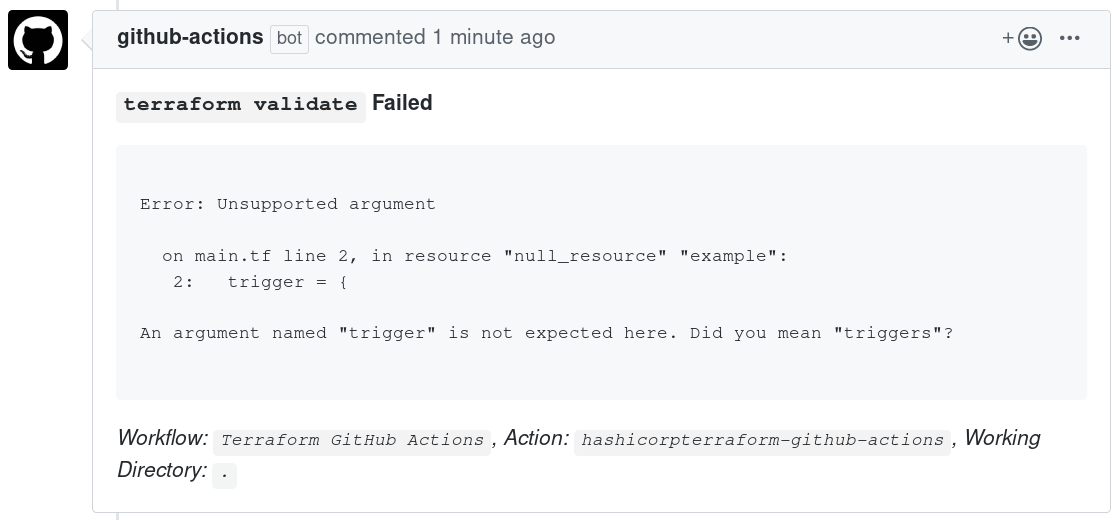 github-actions bot commented 1 minute ago
terraform validate Failed
Error: Unsupported argument
on main.tf line 2, in resource "null_resource" "example":
2:   trigger = {
An argument named "trigger" is not expected here. Did you mean "triggers"?
Workflow: Terraform GitHub Actions, Action: hashicorpterraform-github-actions, Working
Directory: .